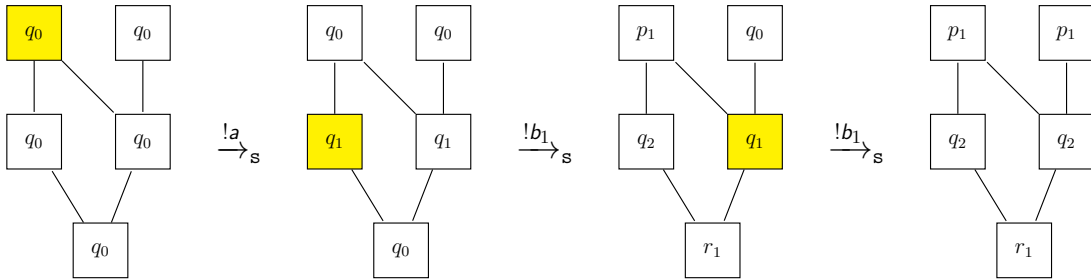 q₀ q₀ q₀ q₀ p₁ q₀ p₁ p₁
q₀ q₀ !a →s q₁ q₁ !b₁ →s q₂ q₁ !b₁ →s q₂ q₂
q₀ q₀ r₁ r₁